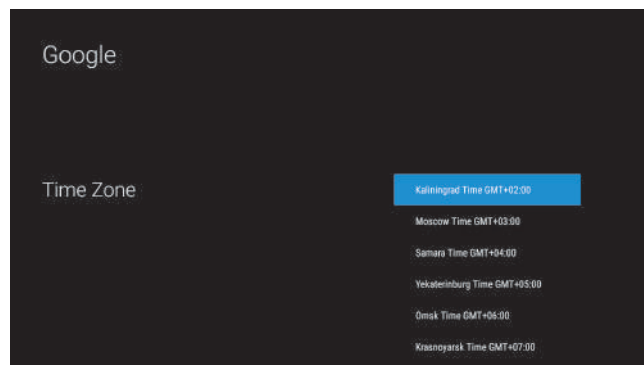 Google
Time Zone
Kaliningrad Time GMT+02:00
Moscow Time GMT+03:00
Samara Time GMT+04:00
Yekaterinburg Time GMT+05:00
Omsk Time GMT+06:00
Krasnoyarsk Time GMT+07:00